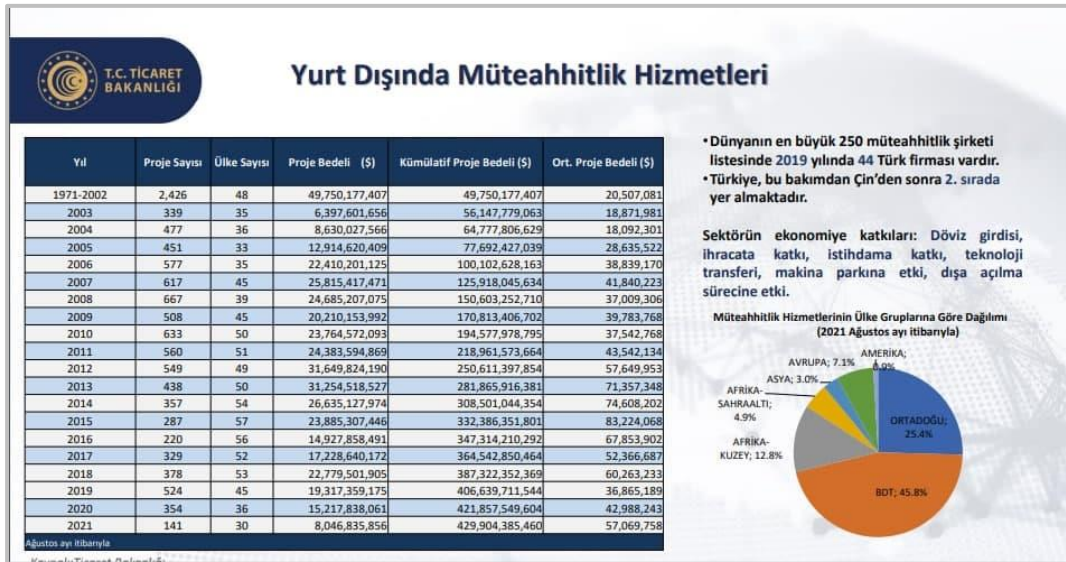 T.C. TİCARET
BAKANLIĞI
Yurt Dışında Müteahhitlik Hizmetleri
Yıl Proje Sayısı Ülke Sayısı Proje Bedeli ($) Kümülatif Proje Bedeli ($) Ort. Proje Bedeli ($)
1971-2002 2,426 48 49,750,177,407 49,750,177,407 20,507,081
2003 339 35 6,397,601,656 56,147,779,063 18,871,981
2004 477 36 8,630,027,566 64,777,806,629 18,092,301
2005 451 33 12,914,620,409 77,692,427,039 28,635,522
2006 577 35 22,410,201,125 100,102,628,163 38,839,170
2007 617 45 25,815,417,471 125,918,045,634 41,840,223
2008 667 39 24,685,207,075 150,603,252,710 37,009,306
2009 508 45 20,210,153,992 170,813,406,702 39,783,768
2010 633 50 23,764,572,093 194,577,978,795 37,542,768
2011 560 51 24,383,594,869 218,961,573,664 43,542,134
2012 549 49 31,649,824,190 250,611,397,854 57,649,953
2013 438 50 31,254,518,527 281,865,916,381 71,357,348
2014 357 54 26,635,127,974 308,501,044,354 74,608,202
2015 287 57 23,885,307,446 332,386,351,801 83,224,068
2016 220 56 14,927,858,491 347,314,210,292 67,853,902
2017 329 52 17,228,640,172 364,542,850,464 52,366,687
2018 378 53 22,779,501,905 387,322,352,369 60,263,233
2019 524 45 19,317,359,175 406,639,711,544 36,865,189
2020 354 36 15,217,838,061 421,857,549,604 42,988,243
2021 141 30 8,046,835,856 429,904,385,460 57,069,758
Ağustos ayı itibarıyla
Kaynak:Ticaret Bakanlığı
•Dünyanın en büyük 250 müteahhitlik şirketi
listesinde 2019 yılında 44 Türk firması vardır.
•Türkiye, bu bakımdan Çin'den sonra 2. sırada
yer almaktadır.
Sektörün ekonomiye katkıları: Döviz girdisi,
ihracata katkı, istihdama katkı, teknoloji
transferi, makina parkına etki, dışa açılma
sürecine etki.
Müteahhitlik Hizmetlerinin Ülke Gruplarına Göre Dağılımı
(2021 Ağustos ayı itibarıyla)
AMERİKA;
0.9%
AVRUPA; 7.1%
ASYA; 3.0%
AFRİKA-
SAHRAALTI;
4.9%
AFRİKA-
KUZEY; 12.8%
ORTADOĞU;
25.4%
BDT; 45.8%